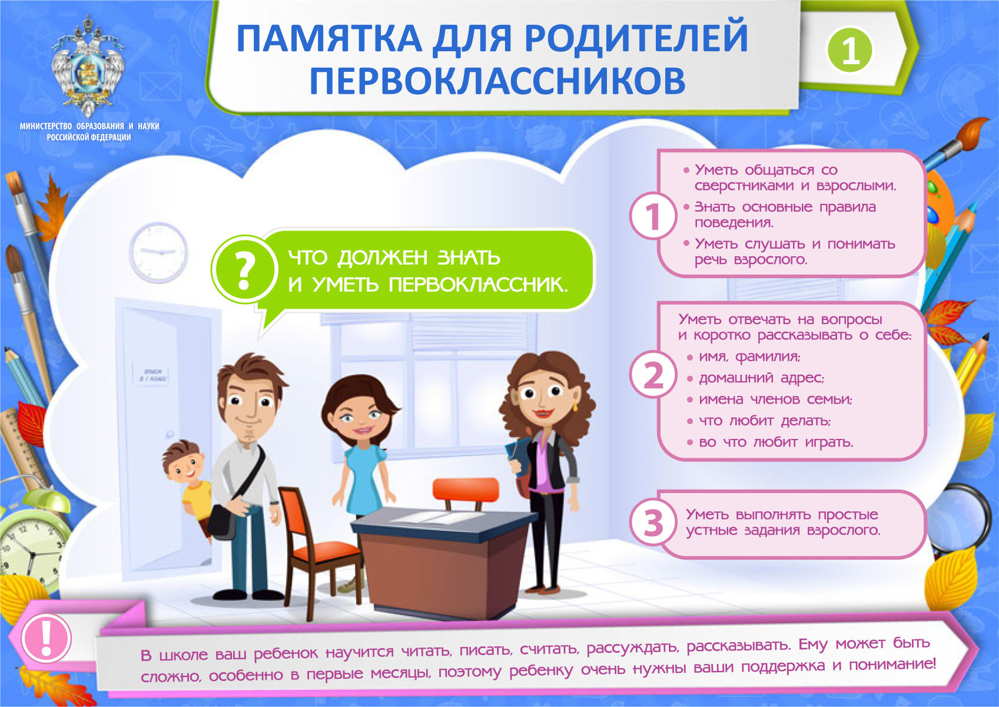 МИНИСТЕРСТВО ОБРАЗОВАНИЯ И НАУКИ
РОССИЙСКОЙ ФЕДЕРАЦИИ
ПАМЯТКА ДЛЯ РОДИТЕЛЕЙ
ПЕРВОКЛАССНИКОВ
1
?
ЧТО ДОЛЖЕН ЗНАТЬ
И УМЕТЬ ПЕРВОКЛАССНИК.
ПРИЕМ
В 1 КЛАСС
1
• Уметь общаться со
сверстниками и взрослыми.
• Знать основные правила
поведения.
• Уметь слушать и понимать
речь взрослого.
2
Уметь отвечать на вопросы
и коротко рассказывать о себе:
• имя, фамилия;
• домашний адрес;
• имена членов семьи;
• что любит делать;
• во что любит играть.
3
Уметь выполнять простые
устные задания взрослого.
!
В школе ваш ребенок научится читать, писать, считать, рассуждать, рассказывать. Ему может быть
сложно, особенно в первые месяцы, поэтому ребенку очень нужны ваши поддержка и понимание!